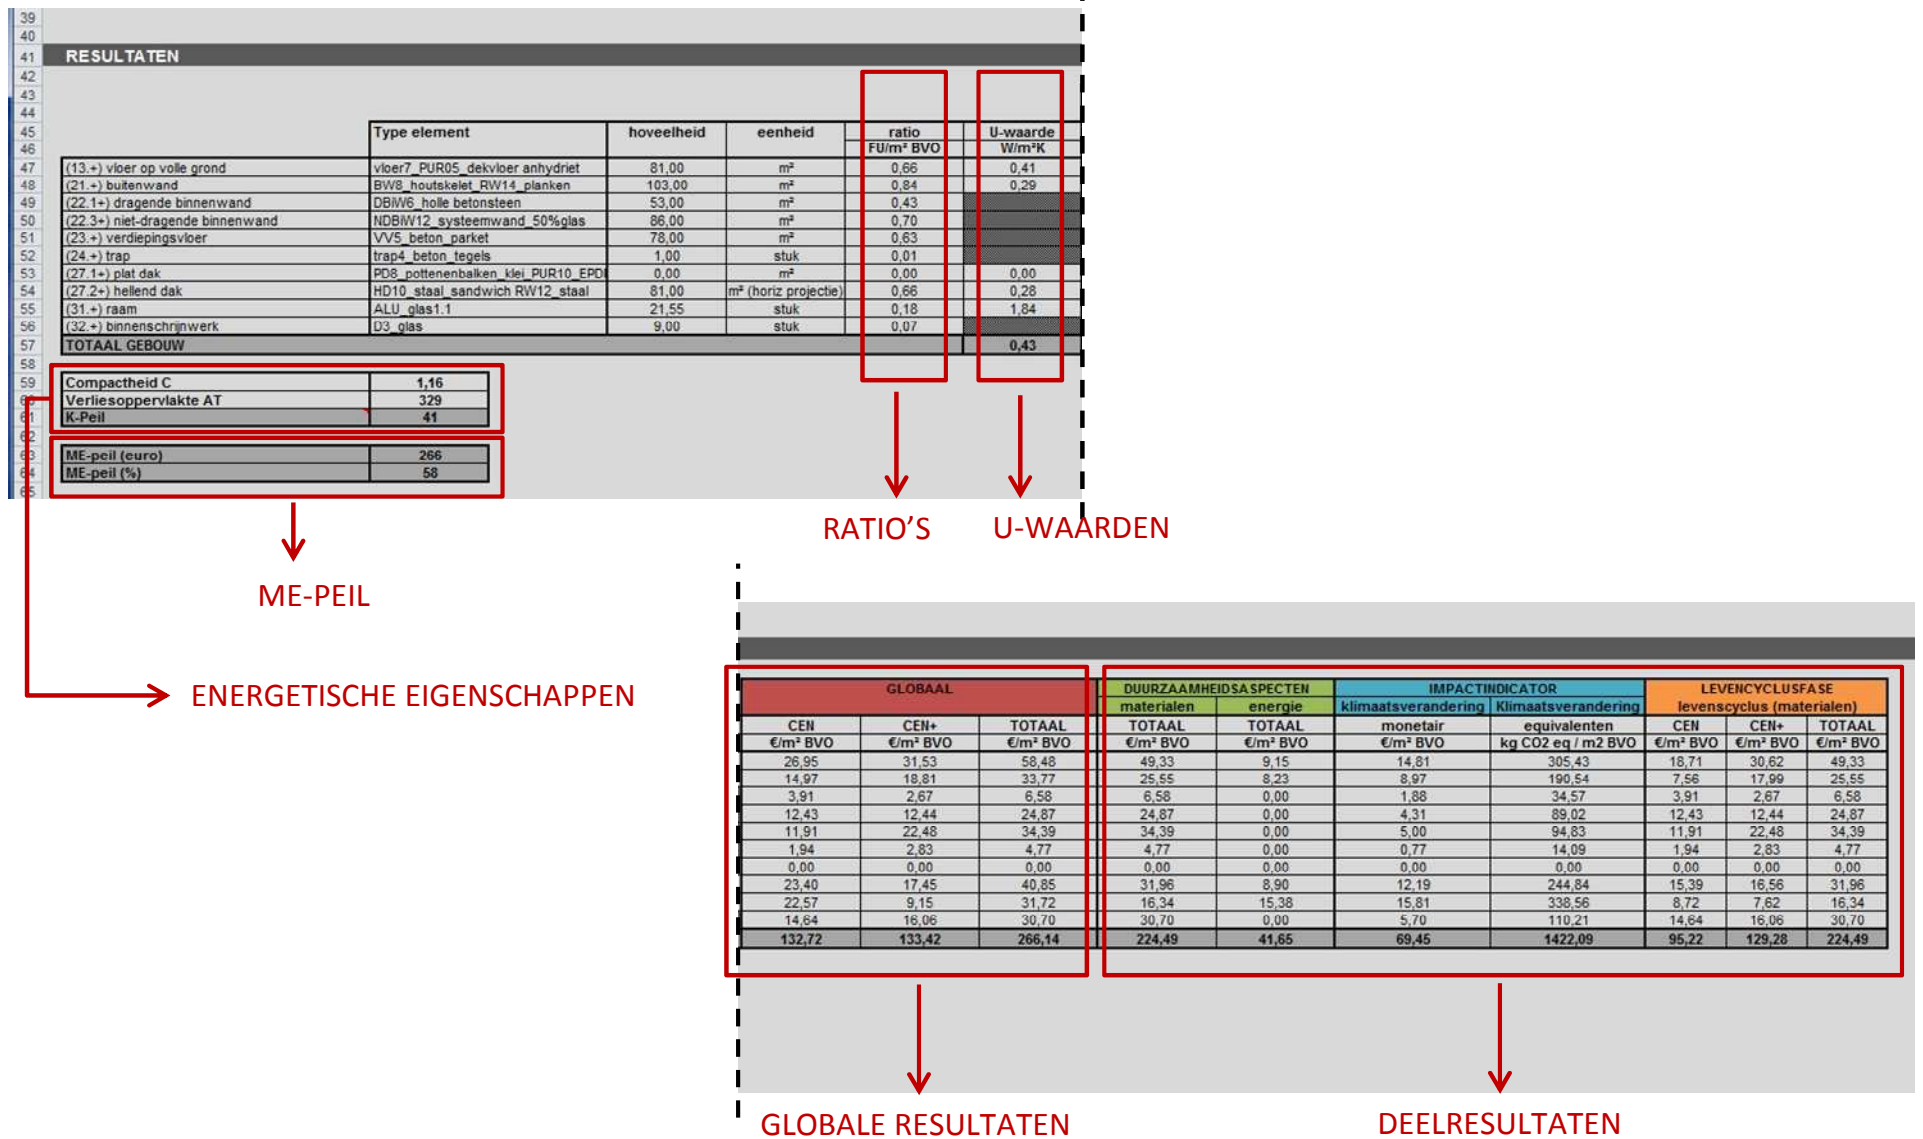 39
40
41 RESULTATEN
42
43
44
45 Type element hoveelheid eenheid ratio U-waarde
46 FU/m² BVO W/m²K
47 (13.+) vloer op volle grond vloer7_PUR05_dekvloer anhydriet 81,00 m² 0,66 0,41
48 (21.+) buitenwand BW8_houtskelet_RW14_planken 103,00 m² 0,84 0,29
49 (22.1+) dragende binnenwand DBiW6_holle betonsteen 53,00 m² 0,43
50 (22.3+) niet-dragende binnenwand NDBiW12_systeemwand_50%glas 86,00 m² 0,70
51 (23.+) verdiepingsvloer VV5_beton_parket 78,00 m² 0,63
52 (24.+) trap trap4_beton_tegels 1,00 stuk 0,01
53 (27.1+) plat dak PD8_pottenenbalken_klei_PUR10_EPD 0,00 m² 0,00 0,00
54 (27.2+) hellend dak HD10_staal_sandwich RW12_staal 81,00 m² (horiz projectie) 0,66 0,28
55 (31.+) raam ALU_glas1.1 21,55 stuk 0,18 1,84
56 (32.+) binnenschrijnwerk D3_glas 9,00 stuk 0,07
57 TOTAAL GEBOUW 0,43
58
59 Compactheid C 1,16
60 Verliesoppervlakte AT 329
61 K-Peil 41
62
63 ME-peil (euro) 266
64 ME-peil (%) 58
65
RATIO'S U-WAARDEN
ME-PEIL
ENERGETISCHE EIGENSCHAPPEN
GLOBAAL DUURZAAMHEIDSASPECTEN IMPACTINDICATOR LEVENCYCLUSFASE
materialen energie klimaatsverandering Klimaatsverandering levenscyclus (materialen)
CEN CEN+ TOTAAL TOTAAL TOTAAL monetair equivalenten CEN CEN+ TOTAAL
€/m² BVO €/m² BVO €/m² BVO €/m² BVO €/m² BVO €/m² BVO kg CO2 eq / m2 BVO €/m² BVO €/m² BVO €/m² BVO
26,95 31,53 58,48 49,33 9,15 14,81 305,43 18,71 30,62 49,33
14,97 18,81 33,77 25,55 8,23 8,97 190,54 7,56 17,99 25,55
3,91 2,67 6,58 6,58 0,00 1,88 34,57 3,91 2,67 6,58
12,43 12,44 24,87 24,87 0,00 4,31 89,02 12,43 12,44 24,87
11,91 22,48 34,39 34,39 0,00 5,00 94,83 11,91 22,48 34,39
1,94 2,83 4,77 4,77 0,00 0,77 14,09 1,94 2,83 4,77
0,00 0,00 0,00 0,00 0,00 0,00 0,00 0,00 0,00 0,00
23,40 17,45 40,85 31,96 8,90 12,19 244,84 15,39 16,56 31,96
22,57 9,15 31,72 16,34 15,38 15,81 338,56 8,72 7,62 16,34
14,64 16,06 30,70 30,70 0,00 5,70 110,21 14,64 16,06 30,70
132,72 133,42 266,14 224,49 41,65 69,45 1422,09 95,22 129,28 224,49
GLOBALE RESULTATEN DEELRESULTATEN